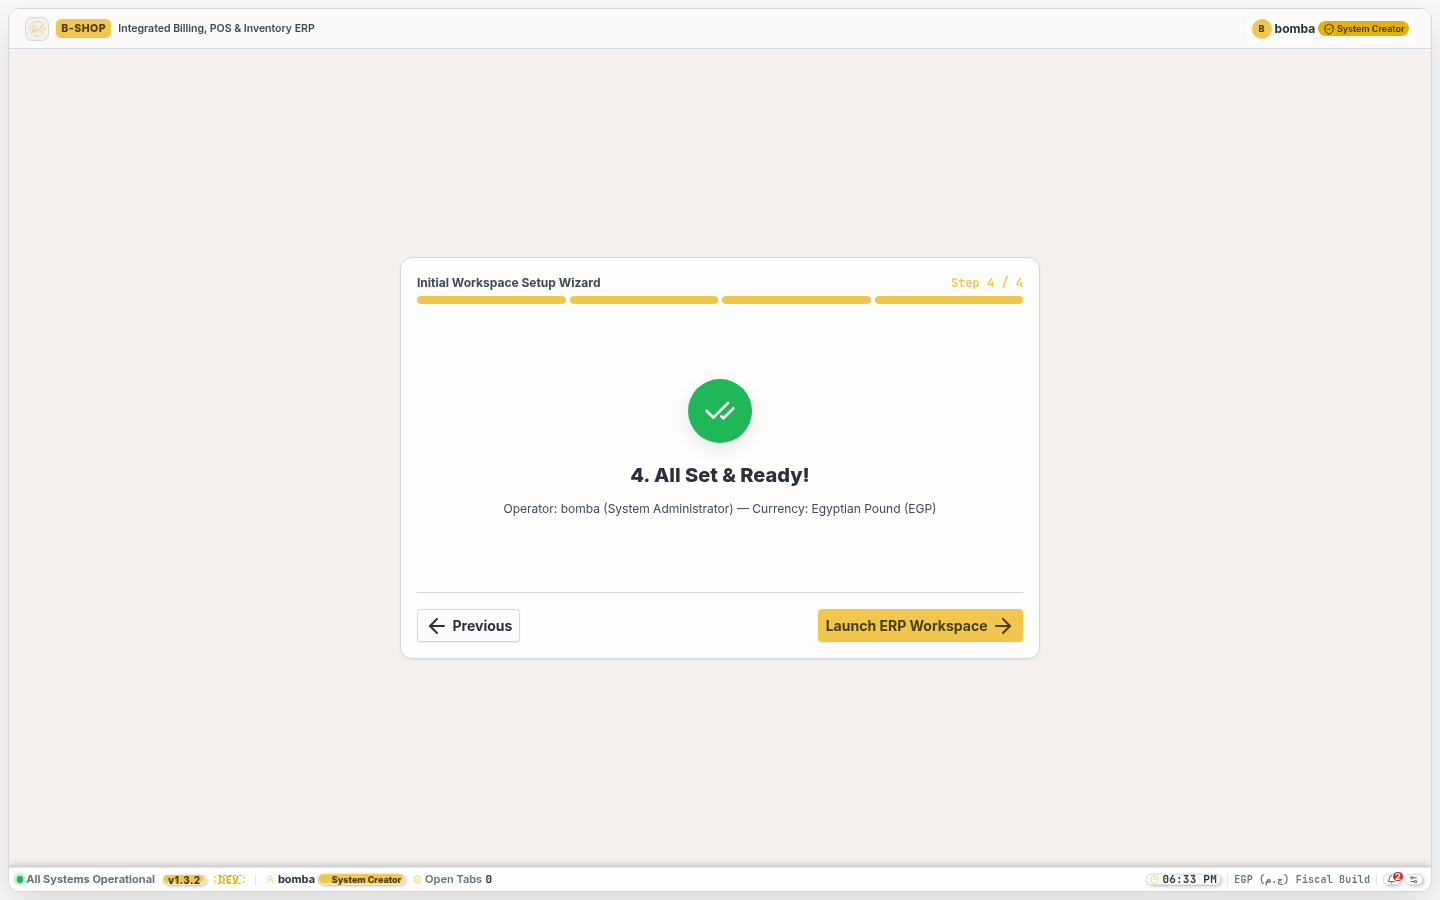 B-SHOP Integrated Billing, POS & Inventory ERP
B bomba System Creator
Initial Workspace Setup Wizard Step 4 / 4
4. All Set & Ready!
Operator: bomba (System Administrator) — Currency: Egyptian Pound (EGP)
Previous Launch ERP Workspace
All Systems Operational v1.3.2 DEV bomba System Creator Open Tabs 0 06:33 PM EGP (ج.م) Fiscal Build 2